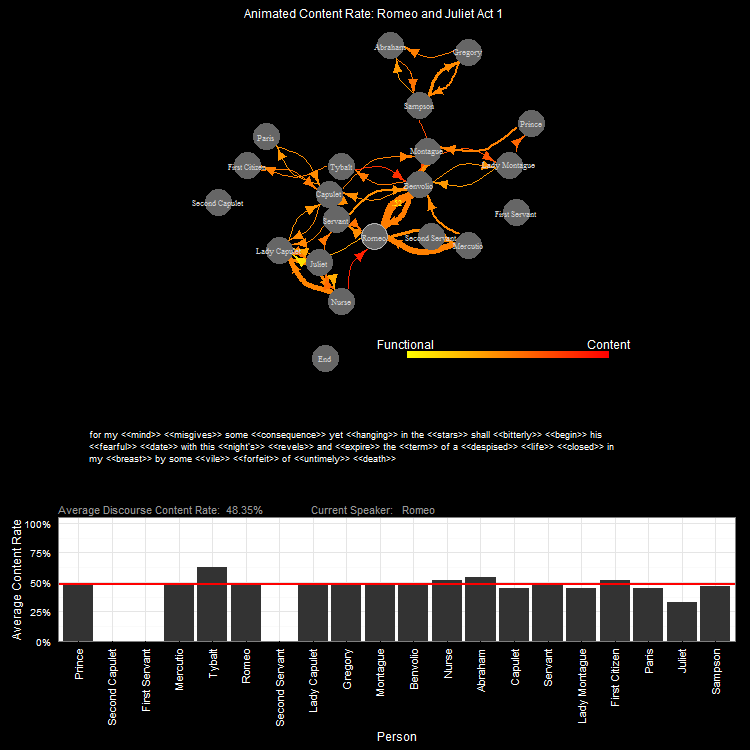 Animated Content Rate: Romeo and Juliet Act 1
Abraham
Gregory
Sampson
Prince
Paris
Montague
First Citizen
Tybalt
Lady Montague
Benvolio
Capulet
Second Capulet
First Servant
Servant
Romeo
Second Servant
Mercutio
Lady Capulet
Juliet
Nurse
End
Functional Content
for my <<mind>> <<misgives>> some <<consequence>> yet <<hanging>> in the <<stars>> shall <<bitterly>> <<begin>> his
<<fearful>> <<date>> with this <<night's>> <<revels>> and <<expire>> the <<term>> of a <<despised>> <<life>> <<closed>> in
my <<breast>> by some <<vile>> <<forfeit>> of <<untimely>> <<death>>
Average Discourse Content Rate: 48.35% Current Speaker: Romeo
Average Content Rate
100%
75%
50%
25%
0%
Prince
Second Capulet
First Servant
Mercutio
Tybalt
Romeo
Second Servant
Lady Capulet
Gregory
Montague
Benvolio
Nurse
Abraham
Capulet
Servant
Lady Montague
First Citizen
Paris
Juliet
Sampson
Person